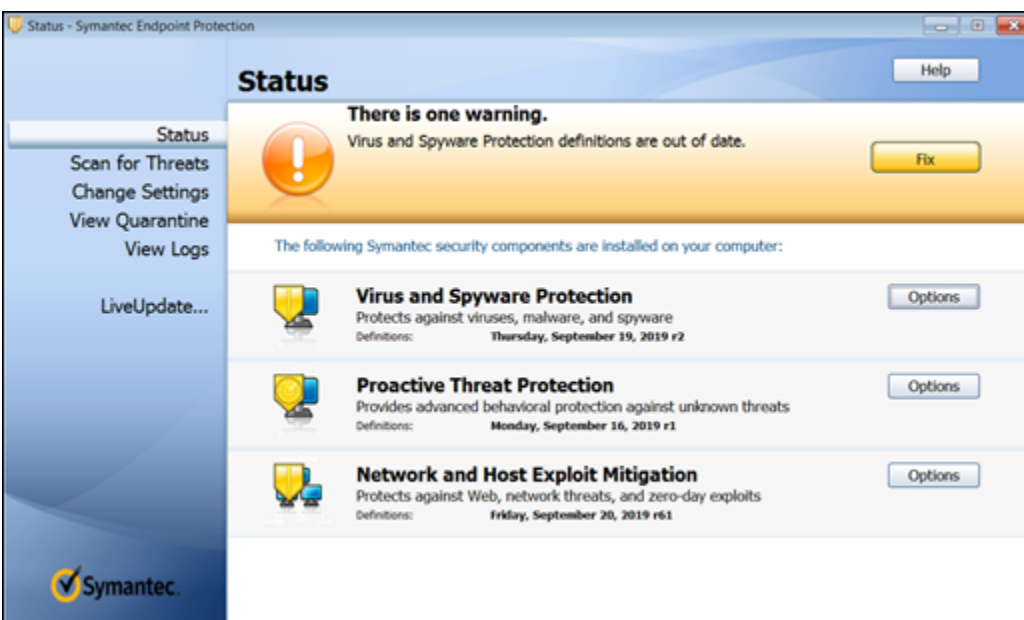 Status - Symantec Endpoint Protection
Status
Help
There is one warning.
Virus and Spyware Protection definitions are out of date.
Fix
Status
Scan for Threats
Change Settings
View Quarantine
View Logs
LiveUpdate...
The following Symantec security components are installed on your computer:
Virus and Spyware Protection
Protects against viruses, malware, and spyware
Definitions: Thursday, September 19, 2019 r2
Options
Proactive Threat Protection
Provides advanced behavioral protection against unknown threats
Definitions: Monday, September 16, 2019 r1
Options
Network and Host Exploit Mitigation
Protects against Web, network threats, and zero-day exploits
Definitions: Friday, September 20, 2019 r61
Options
Symantec.